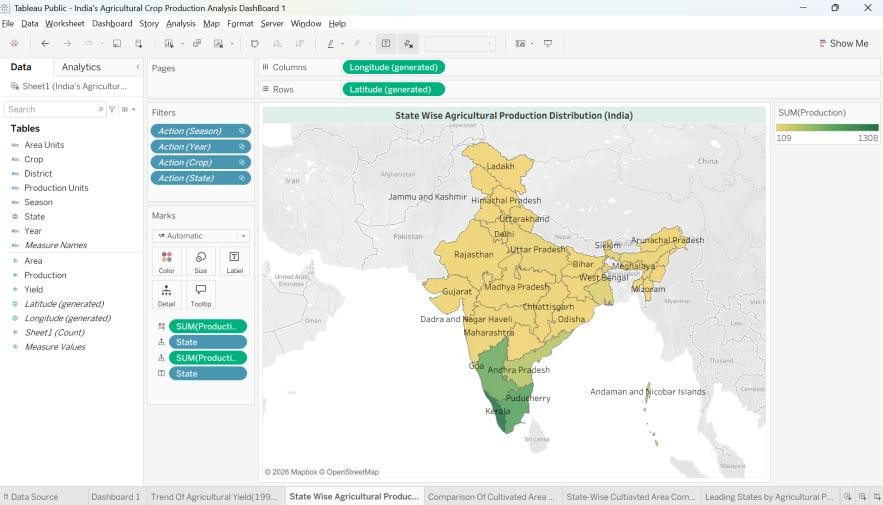 Tableau Public - India's Agricultural Crop Production Analysis DashBoard 1
File Data Worksheet Dashboard Story Analysis Map Format Server Window Help
Show Me
Data Analytics
Sheet1 (India's Agricultur...
Search
Tables
Area Units
Crop
District
Production Units
Season
State
Year
Measure Names
Area
Production
Yield
Latitude (generated)
Longitude (generated)
Sheet1 (Count)
Measure Values
Pages
Filters
Action (Season)
Action (Year)
Action (Crop)
Action (State)
Marks
Automatic
Color Size Label
Detail Tooltip
SUM(Producti..
State
SUM(Producti..
State
Columns Longitude (generated)
Rows Latitude (generated)
State Wise Agricultural Production Distribution (India)
Tajikistan
China
Ladakh
Afghanistan
Iran
Jammu and Kashmir
Himachal Pradesh
Uttarakhand
Pakistan
Delhi
Nepal
Sikkim
Arunachal Pradesh
Rajasthan
Uttar Pradesh
Bihar
Meghalaya
United Arab
Emirates
West Bengal
Bangladesh
Gujarat
Madhya Pradesh
Mizoram
Myanmar
Chhattisgarh
Oman
Dadra and Nagar Haveli
Odisha
Laos
Maharashtra
Thailand
Goa
Andhra Pradesh
Cambodi
Andaman and Nicobar Islands
Puducherry
Kerala
Sri Lanka
Malaysia
© 2026 Mapbox © OpenStreetMap
SUM(Production)
109 130B
Data Source Dashboard 1 Trend Of Agricultural Yield(199... State Wise Agricultural Produc... Comparison Of Cultivated Area ... State-Wise Cultiavted Area Com... Leading States by Agricultural P...